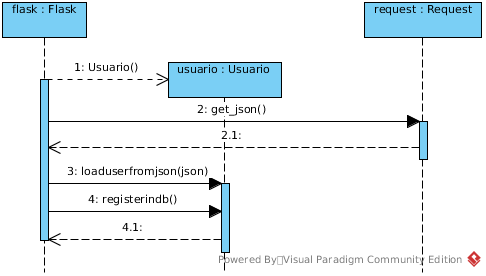 flask : Flask
request : Request
1: Usuario()
usuario : Usuario
2: get_json()
2.1:
3: loaduserfromjson(json)
4: registerindb()
4.1:
Powered By Visual Paradigm Community Edition